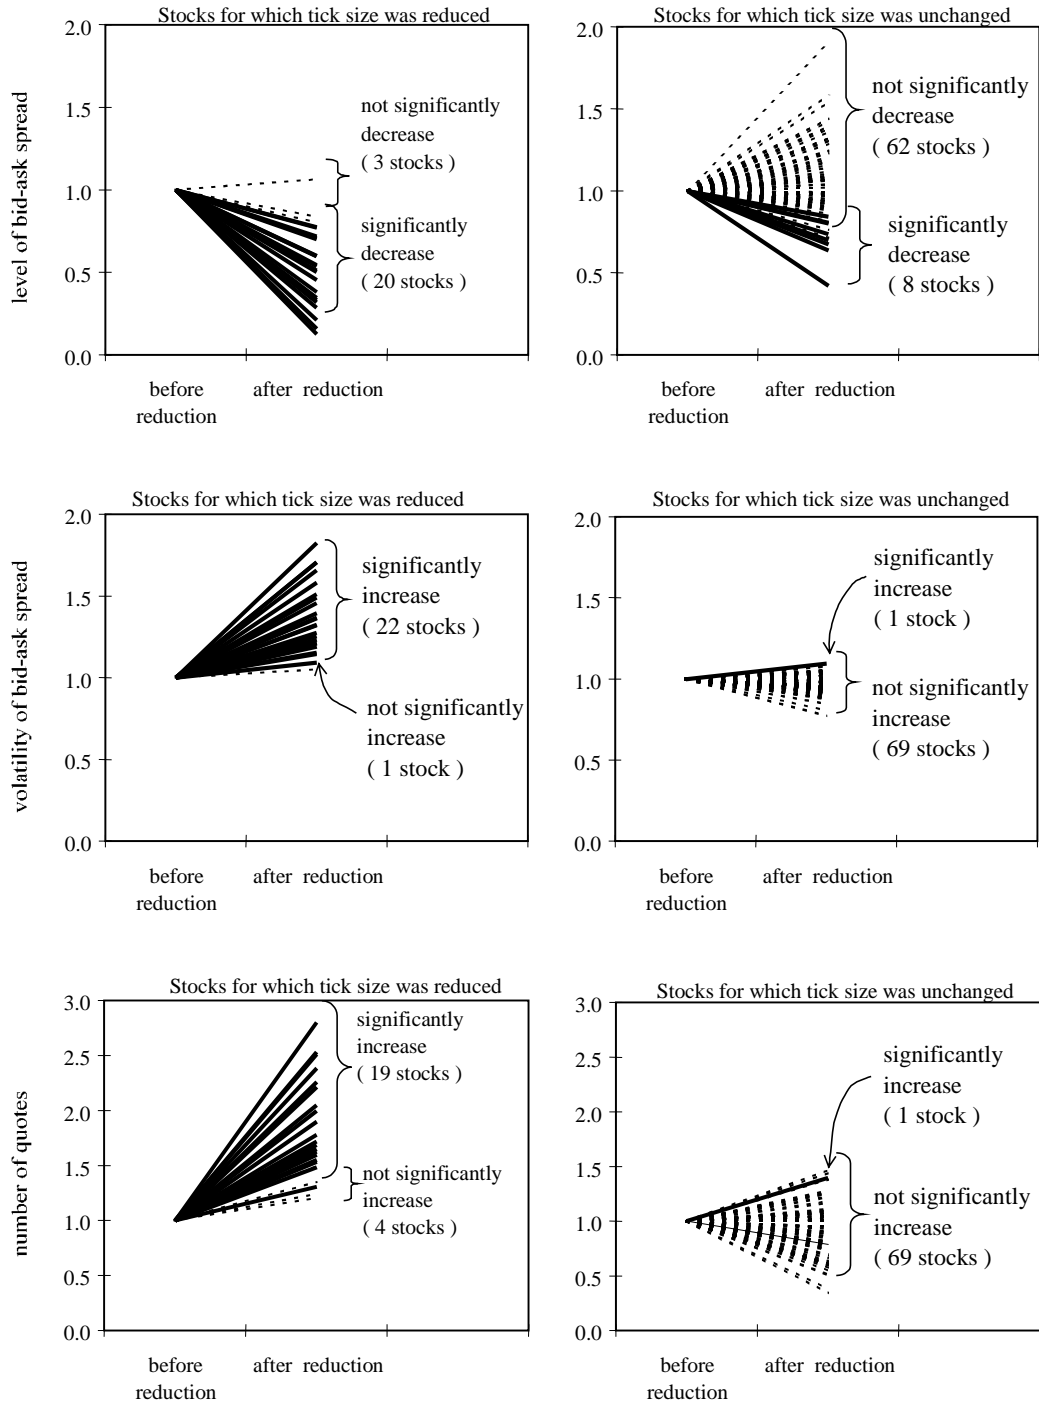 Stocks for which tick size was reduced
level of bid-ask spread
2.0
1.5
1.0
0.5
0.0
not significantly
decrease
( 3 stocks )
significantly
decrease
( 20 stocks )
before
reduction
after reduction
Stocks for which tick size was unchanged
2.0
1.5
1.0
0.5
0.0
not significantly
decrease
( 62 stocks )
significantly
decrease
( 8 stocks )
before
reduction
after reduction
Stocks for which tick size was reduced
volatility of bid-ask spread
2.0
1.5
1.0
0.5
0.0
significantly
increase
( 22 stocks )
not significantly
increase
( 1 stock )
before
reduction
after reduction
Stocks for which tick size was unchanged
2.0
1.5
1.0
0.5
0.0
significantly
increase
( 1 stock )
not significantly
increase
( 69 stocks )
before
reduction
after reduction
Stocks for which tick size was reduced
number of quotes
3.0
2.5
2.0
1.5
1.0
0.5
0.0
significantly
increase
( 19 stocks )
not significantly
increase
( 4 stocks )
before
reduction
after reduction
Stocks for which tick size was unchanged
3.0
2.5
2.0
1.5
1.0
0.5
0.0
significantly
increase
( 1 stock )
not significantly
increase
( 69 stocks )
before
reduction
after reduction